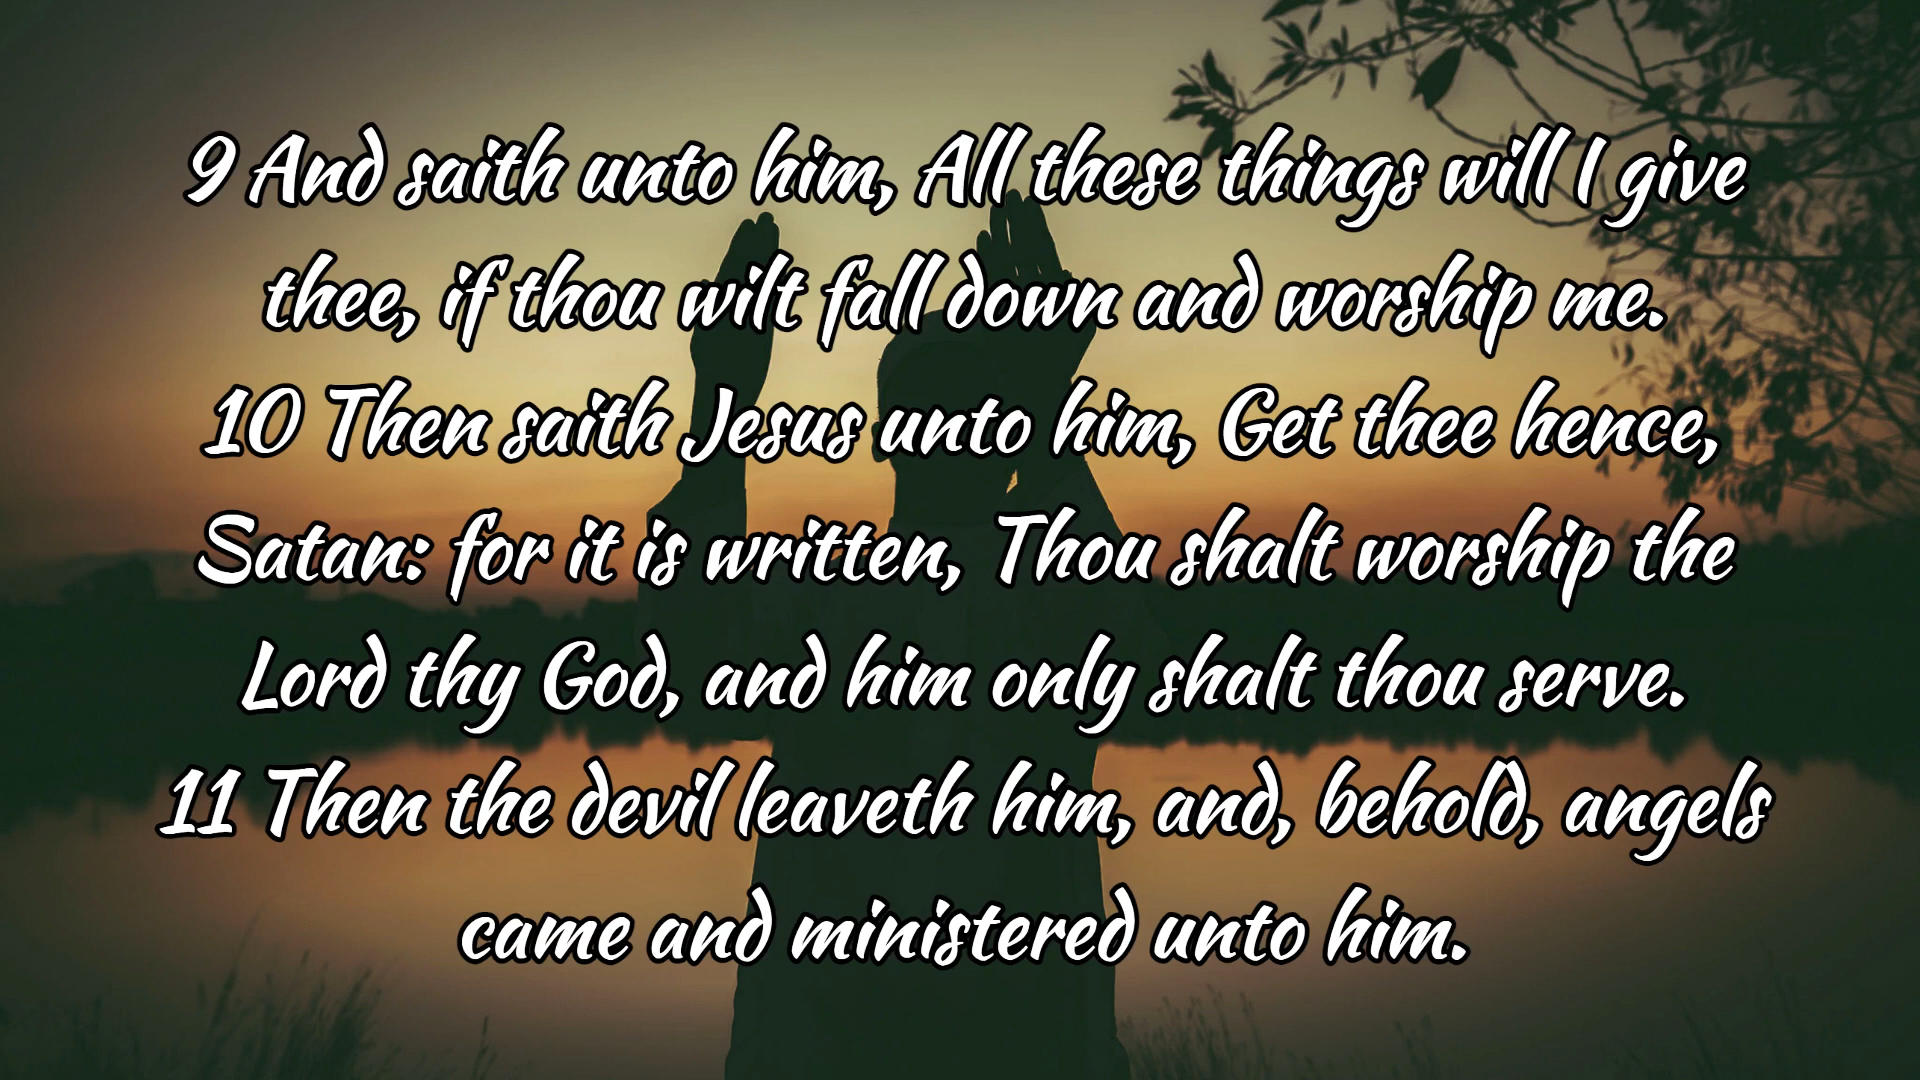 9 And saith unto him, All these things will I give
thee, if thou wilt fall down and worship me.
10 Then saith Jesus unto him, Get thee hence,
Satan: for it is written, Thou shalt worship the
Lord thy God, and him only shalt thou serve.
11 Then the devil leaveth him, and, behold, angels
came and ministered unto him.